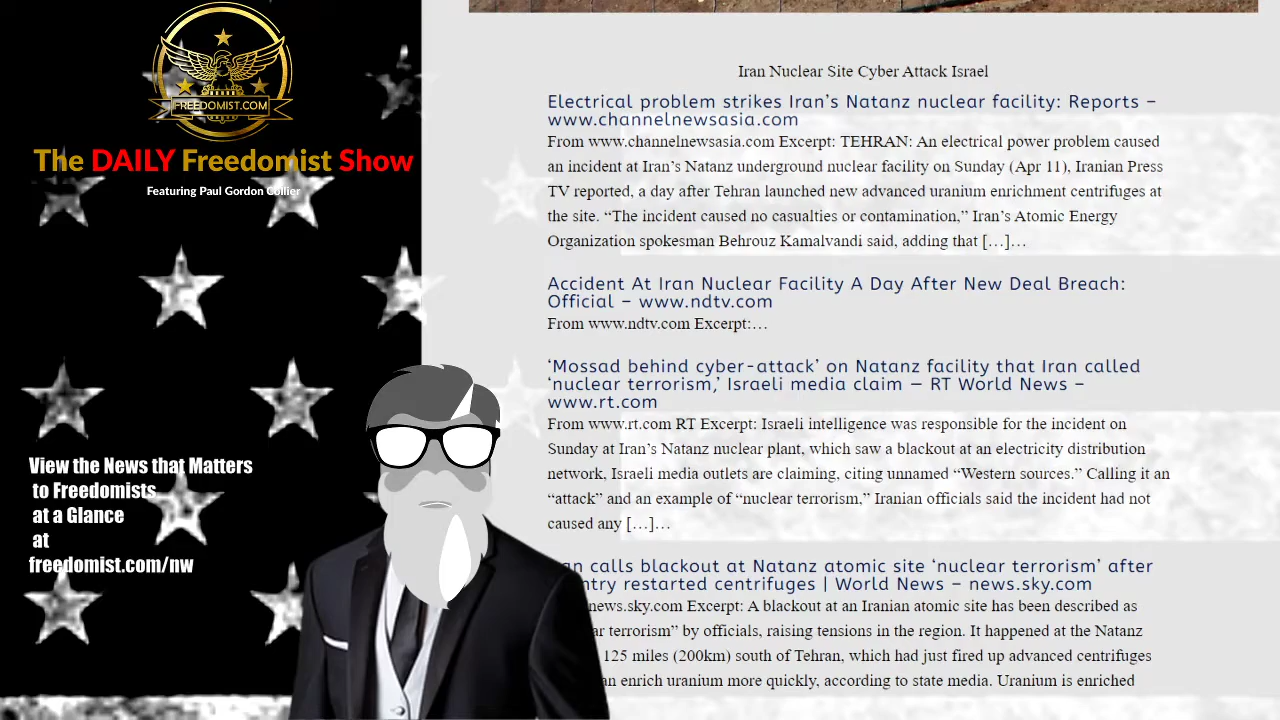 FREEDOMIST.COM
The DAILY Freedomist Show
Featuring Paul Gordon Collier
View the News that Matters
to Freedomists
at a Glance
at
freedomist.com/nw
Iran Nuclear Site Cyber Attack Israel
Electrical problem strikes Iran’s Natanz nuclear facility: Reports –
www.channelnewsasia.com
From www.channelnewsasia.com Excerpt: TEHRAN: An electrical power problem caused
an incident at Iran’s Natanz underground nuclear facility on Sunday (Apr 11), Iranian Press
TV reported, a day after Tehran launched new advanced uranium enrichment centrifuges at
the site. “The incident caused no casualties or contamination,” Iran’s Atomic Energy
Organization spokesman Behrouz Kamalvandi said, adding that […]…
Accident At Iran Nuclear Facility A Day After New Deal Breach:
Official – www.ndtv.com
From www.ndtv.com Excerpt:…
‘Mossad behind cyber-attack’ on Natanz facility that Iran called
‘nuclear terrorism,’ Israeli media claim — RT World News –
www.rt.com
From www.rt.com RT Excerpt: Israeli intelligence was responsible for the incident on
Sunday at Iran’s Natanz nuclear plant, which saw a blackout at an electricity distribution
network, Israeli media outlets are claiming, citing unnamed “Western sources.” Calling it an
“attack” and an example of “nuclear terrorism,” Iranian officials said the incident had not
caused any […]…
calls blackout at Natanz atomic site ‘nuclear terrorism’ after
restarted centrifuges | World News – news.sky.com
news.sky.com Excerpt: A blackout at an Iranian atomic site has been described as
terrorism” by officials, raising tensions in the region. It happened at the Natanz
125 miles (200km) south of Tehran, which had just fired up advanced centrifuges
enrich uranium more quickly, according to state media. Uranium is enriched